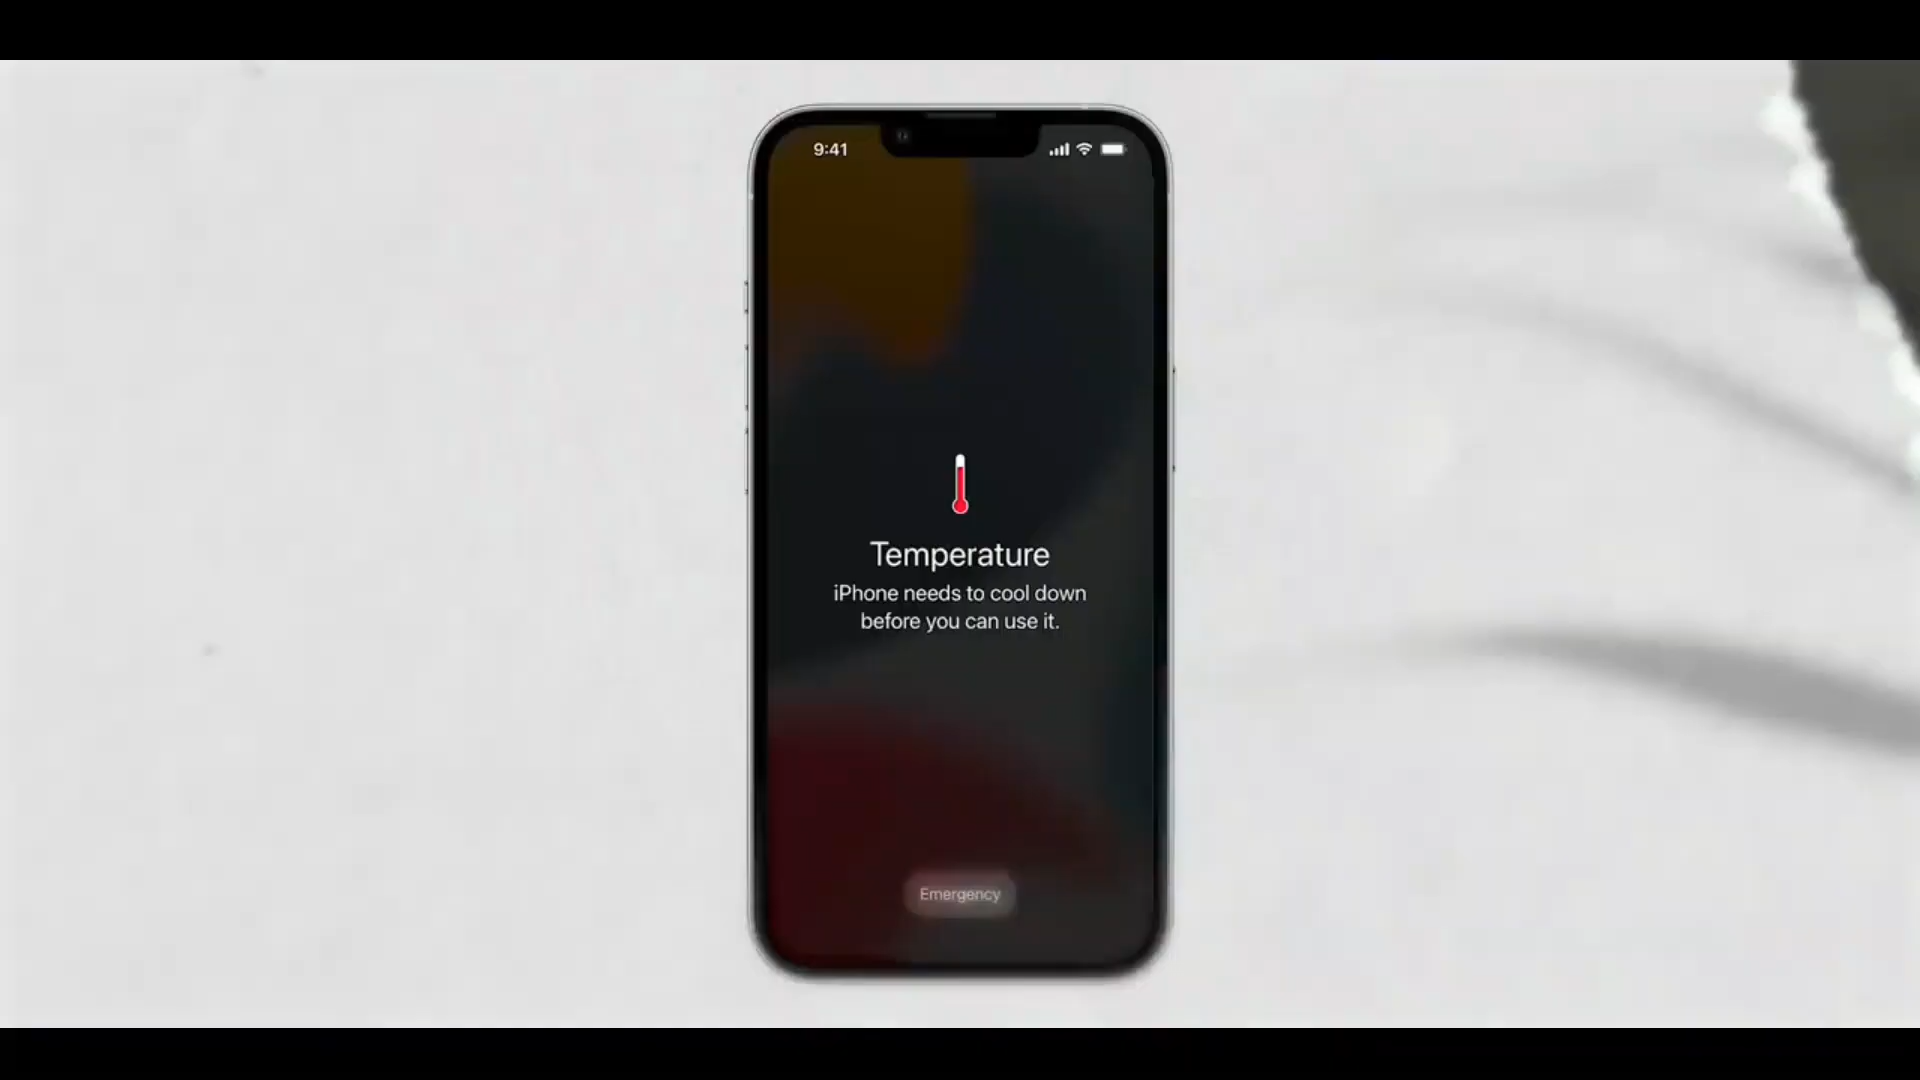 9:41
Temperature
iPhone needs to cool down
before you can use it.
Emergency